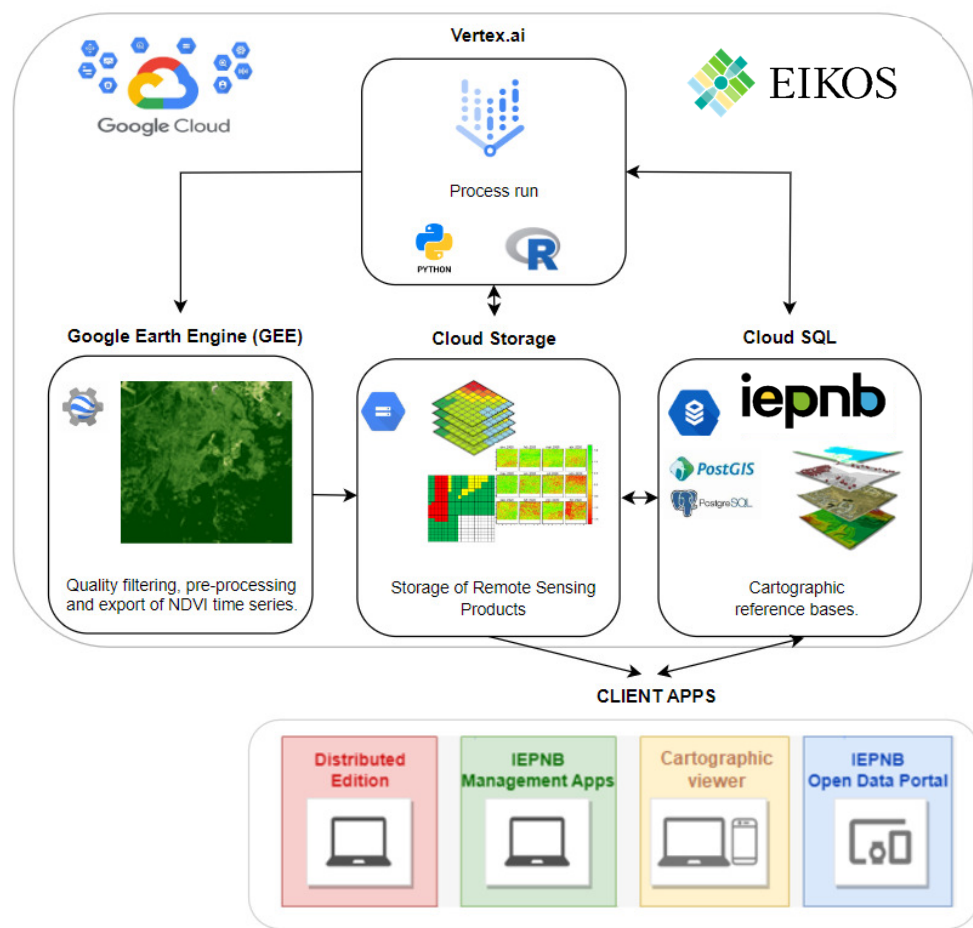 Vertex.ai
Google Cloud
EIKOS
Process run
PYTHON
R
Google Earth Engine (GEE)
Cloud Storage
Cloud SQL
iepnb
PostGIS
PostgreSQL
Quality filtering, pre-processing
and export of NDVI time series.
Storage of Remote Sensing
Products
Cartographic
reference bases.
CLIENT APPS
Distributed
Edition
IEPNB
Management Apps
Cartographic
viewer
IEPNB
Open Data Portal